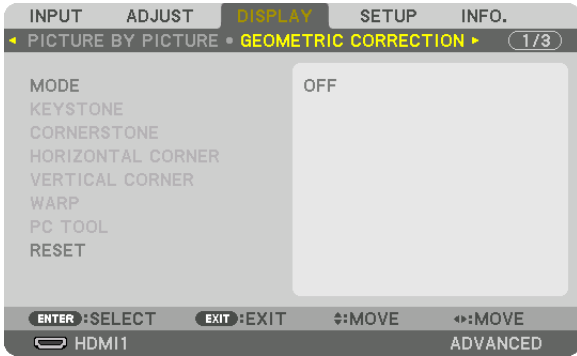 INPUT ADJUST DISPLAY SETUP INFO.
PICTURE BY PICTURE • GEOMETRIC CORRECTION 1/3
MODE OFF
KEYSTONE
CORNERSTONE
HORIZONTAL CORNER
VERTICAL CORNER
WARP
PC TOOL
RESET
ENTER :SELECT EXIT :EXIT :MOVE :MOVE
HDMI1 ADVANCED